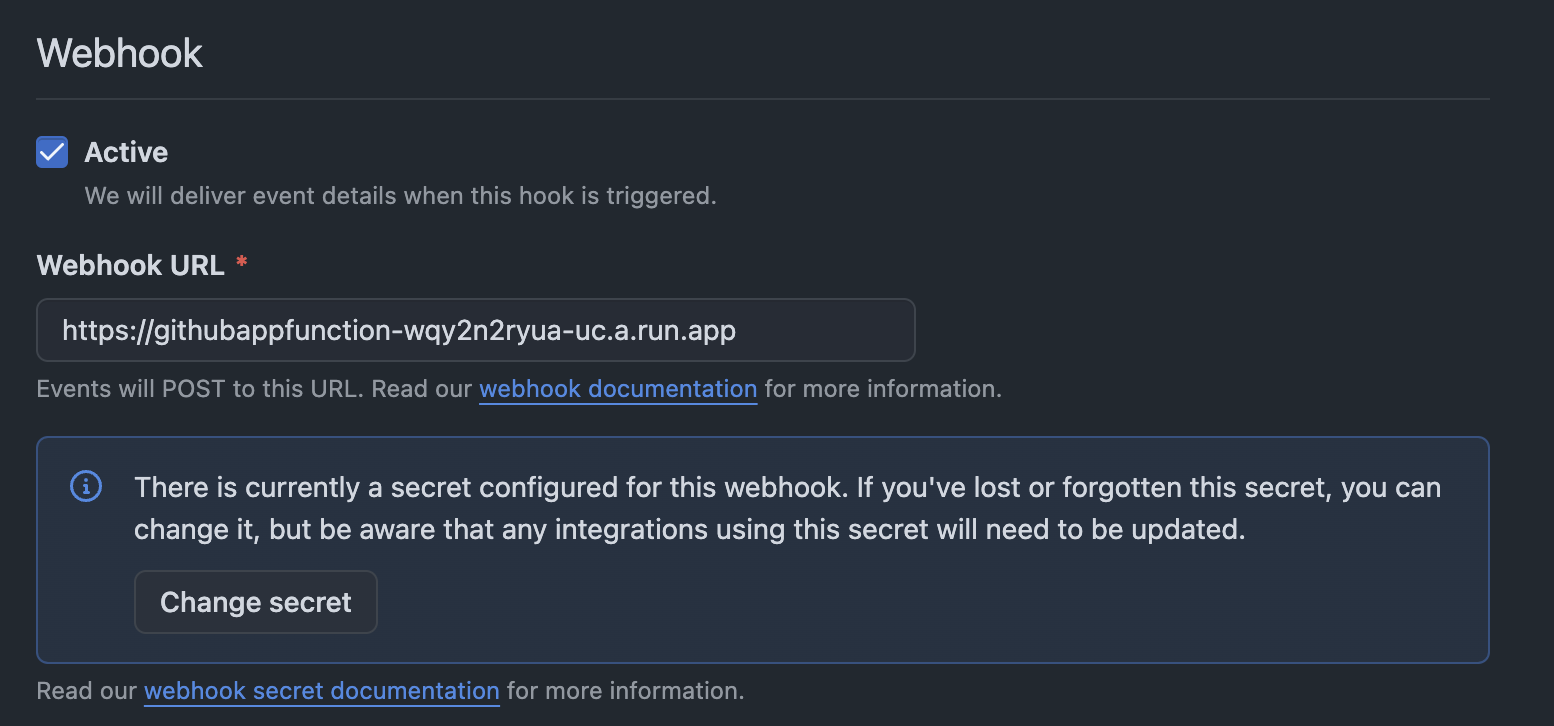 Webhook
Active
We will deliver event details when this hook is triggered.
Webhook URL *
https://githubappfunction-wqy2n2ryua-uc.a.run.app
Events will POST to this URL. Read our webhook documentation for more information.
There is currently a secret configured for this webhook. If you've lost or forgotten this secret, you can
change it, but be aware that any integrations using this secret will need to be updated.
Change secret
Read our webhook secret documentation for more information.